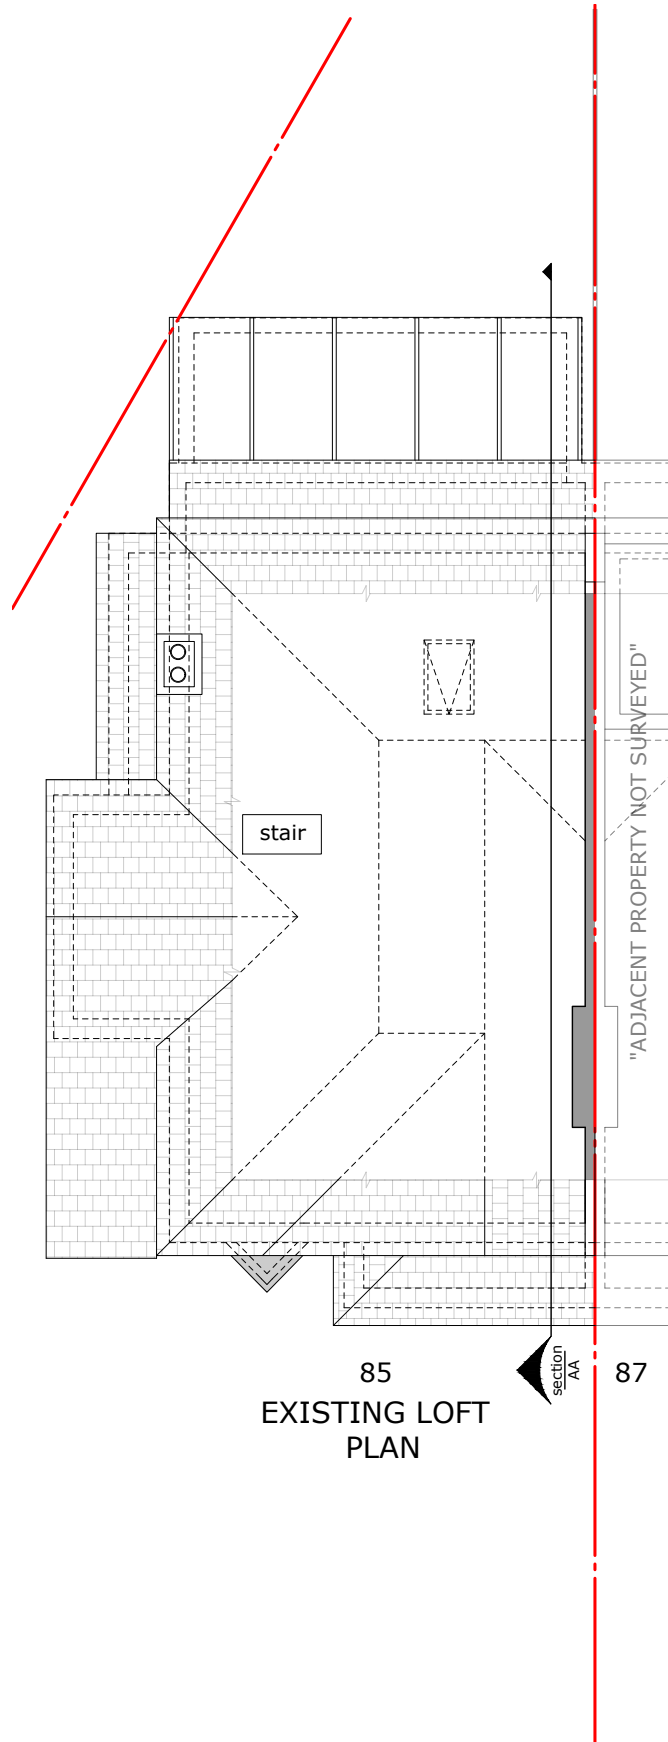 stair
"ADJACENT PROPERTY NOT SURVEYED"
section
AA
85
87
EXISTING LOFT
PLAN